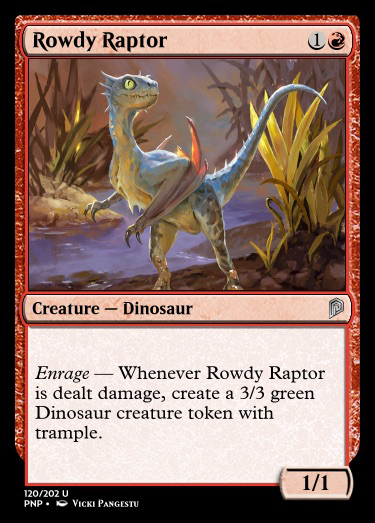 Rowdy Raptor 1
Creature — Dinosaur
Enrage — Whenever Rowdy Raptor
is dealt damage, create a 3/3 green
Dinosaur creature token with
trample.
1/1
120/202 U
PNP • Vicki Pangestu